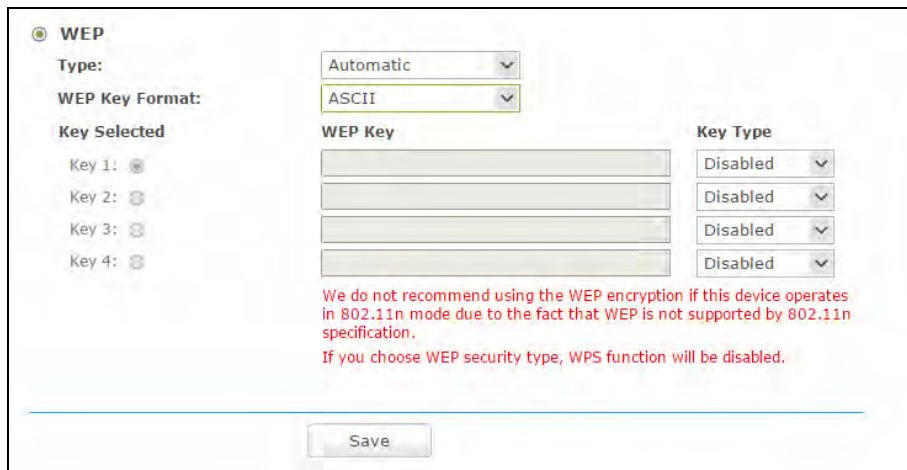 WEP
Type: Automatic
WEP Key Format: ASCII
Key Selected WEP Key Key Type
Key 1: Disabled
Key 2: Disabled
Key 3: Disabled
Key 4: Disabled
We do not recommend using the WEP encryption if this device operates
in 802.11n mode due to the fact that WEP is not supported by 802.11n
specification.
If you choose WEP security type, WPS function will be disabled.
Save